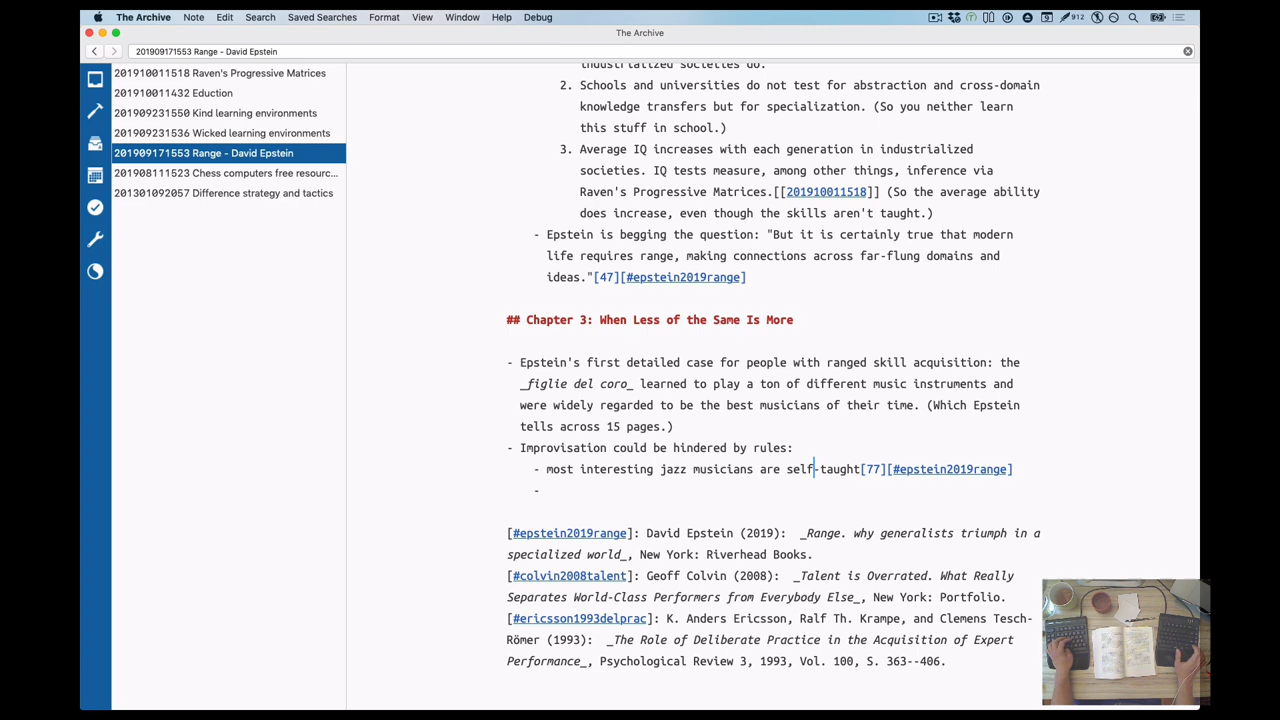 The Archive Note Edit Search Saved Searches Format View Window Help Debug 9 912
The Archive
201909171553 Range - David Epstein
201910011518 Raven's Progressive Matrices
201910011432 Eduction
201909231550 Kind learning environments
201909231536 Wicked learning environments
201909171553 Range - David Epstein
201908111523 Chess computers free resourc...
201301092057 Difference strategy and tactics
industrialized societies do.
2. Schools and universities do not test for abstraction and cross-domain
knowledge transfers but for specialization. (So you neither learn
this stuff in school.)
3. Average IQ increases with each generation in industrialized
societies. IQ tests measure, among other things, inference via
Raven's Progressive Matrices.[[201910011518]] (So the average ability
does increase, even though the skills aren't taught.)
- Epstein is begging the question: "But it is certainly true that modern
life requires range, making connections across far-flung domains and
ideas."[47][#epstein2019range]
## Chapter 3: When Less of the Same Is More
- Epstein's first detailed case for people with ranged skill acquisition: the
_figlie del coro_ learned to play a ton of different music instruments and
were widely regarded to be the best musicians of their time. (Which Epstein
tells across 15 pages.)
- Improvisation could be hindered by rules:
- most interesting jazz musicians are self-taught[77][#epstein2019range]
-
[#epstein2019range]: David Epstein (2019): _Range. why generalists triumph in a
specialized world_, New York: Riverhead Books.
[#colvin2008talent]: Geoff Colvin (2008): _Talent is Overrated. What Really
Separates World-Class Performers from Everybody Else_, New York: Portfolio.
[#ericsson1993delprac]: K. Anders Ericsson, Ralf Th. Krampe, and Clemens Tesch-
Römer (1993): _The Role of Deliberate Practice in the Acquisition of Expert
Performance_, Psychological Review 3, 1993, Vol. 100, S. 363--406.